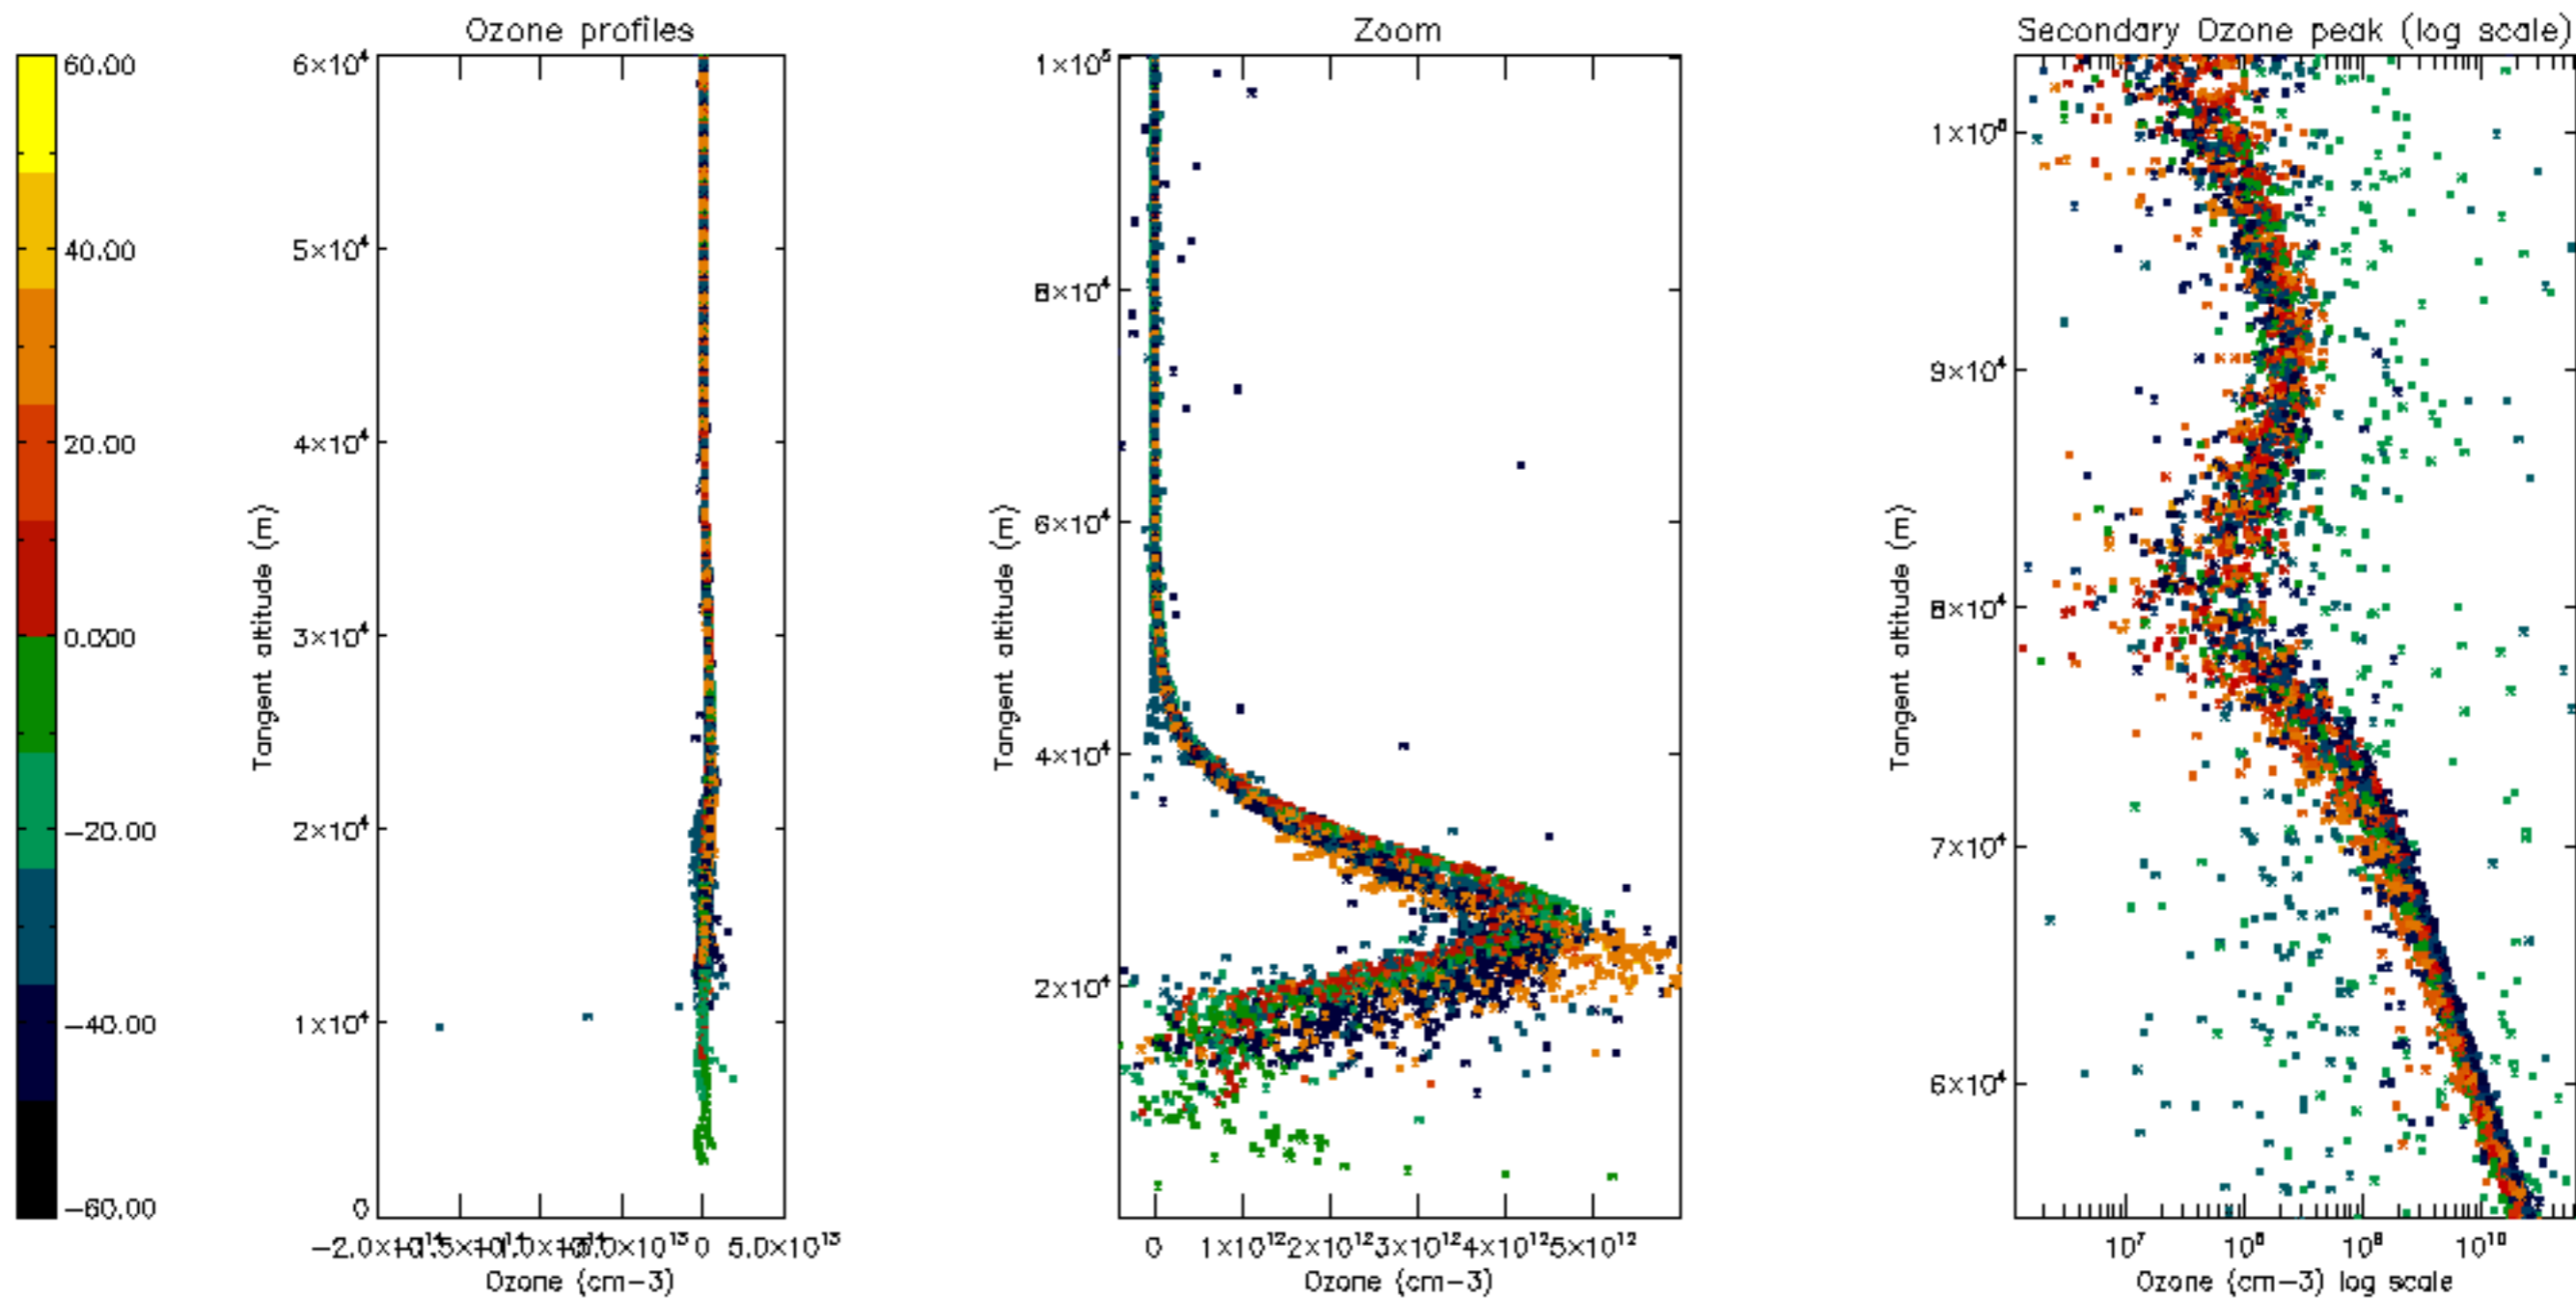 Ozone profiles
Zoom
Secondary Ozone peak (log scale)
60.00
40.00
20.00
0.000
−20.00
−40.00
−60.00
6×10⁴
5×10⁴
4×10⁴
3×10⁴
2×10⁴
1×10⁴
0
Tangent altitude (m)
5.0×10¹³
0
Ozone (cm−3)
1×10⁵
8×10⁴
6×10⁴
4×10⁴
2×10⁴
Tangent altitude (m)
0 1×10¹² 2×10¹² 3×10¹² 4×10¹² 5×10¹²
Ozone (cm−3)
9×10⁴
8×10⁴
7×10⁴
6×10⁴
Tangent altitude (m)
10⁷ 10⁸ 10⁹ 10¹⁰
Ozone (cm−3) log scale